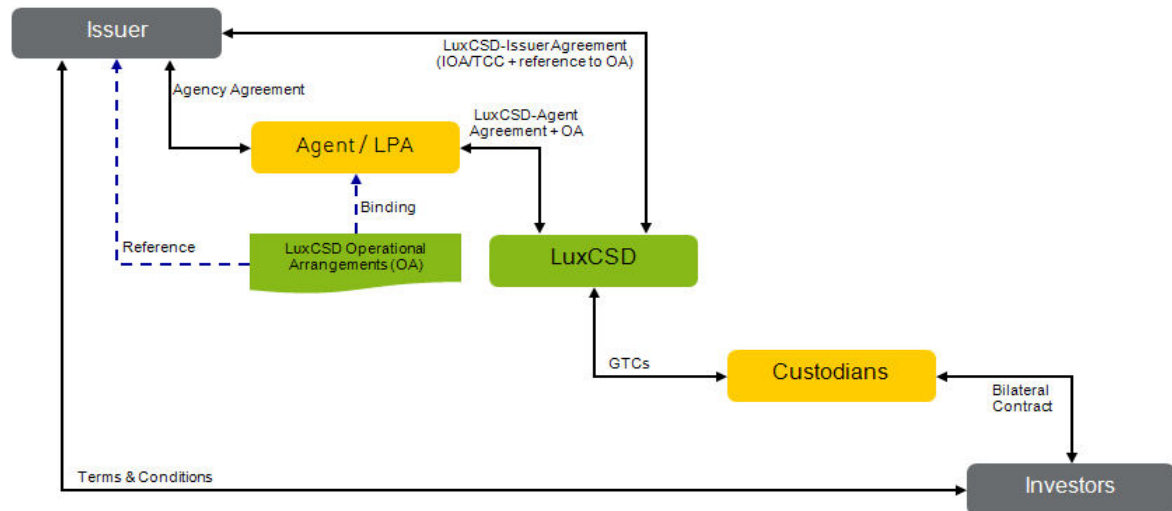 Issuer
LuxCSD-Issuer Agreement
(IOA/TCC + reference to OA)
Agency Agreement
LuxCSD-Agent
Agreement + OA
Agent / LPA
Binding
Reference
LuxCSD Operational
Arrangements (OA)
LuxCSD
GTCs
Custodians
Bilateral
Contract
Terms & Conditions
Investors